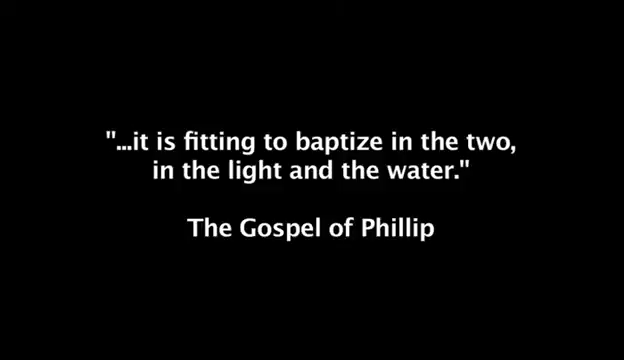 "...it is fitting to baptize in the two,
in the light and the water."
The Gospel of Phillip